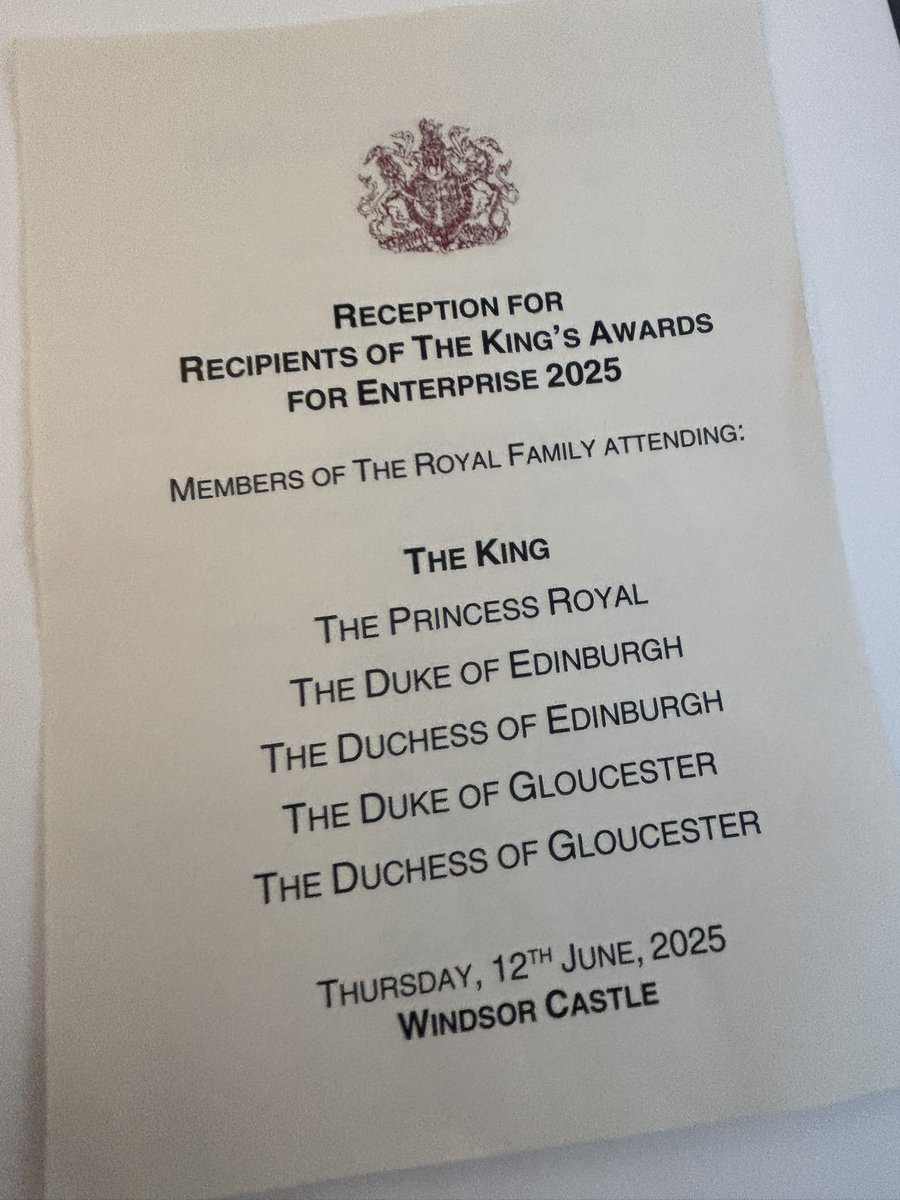 RECEPTION FOR
RECIPIENTS OF THE KING'S AWARDS
FOR ENTERPRISE 2025
MEMBERS OF THE ROYAL FAMILY ATTENDING:
THE KING
THE PRINCESS ROYAL
THE DUKE OF EDINBURGH
THE DUCHESS OF EDINBURGH
THE DUKE OF GLOUCESTER
THE DUCHESS OF GLOUCESTER
THURSDAY, 12TH JUNE, 2025
WINDSOR CASTLE